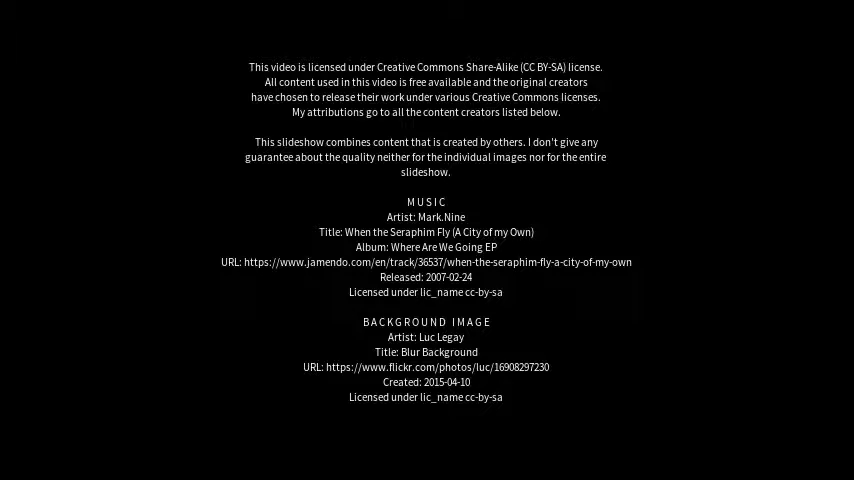 This video is licensed under Creative Commons Share-Alike (CC BY-SA) license.
All content used in this video is free available and the original creators
have chosen to release their work under various Creative Commons licenses.
My attributions go to all the content creators listed below.
This slideshow combines content that is created by others. I don't give any
guarantee about the quality neither for the individual images nor for the entire
slideshow.
MUSIC
Artist: Mark.Nine
Title: When the Seraphim Fly (A City of my Own)
Album: Where Are We Going EP
URL: https://www.jamendo.com/en/track/36537/when-the-seraphim-fly-a-city-of-my-own
Released: 2007-02-24
Licensed under lic_name cc-by-sa
BACKGROUND IMAGE
Artist: Luc Legay
Title: Blur Background
URL: https://www.flickr.com/photos/luc/16908297230
Created: 2015-04-10
Licensed under lic_name cc-by-sa